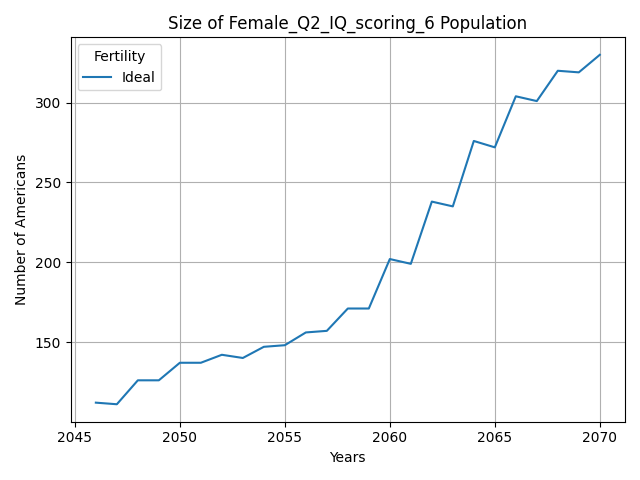 Size of Female_Q2_IQ_scoring_6 Population
Fertility
Ideal
Number of Americans
300
250
200
150
2045 2050 2055 2060 2065 2070
Years